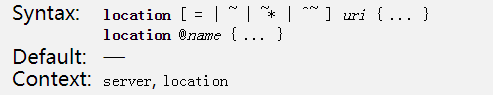 Syntax: location [ = | ~ | ~* | ^~ ] uri { ... }
location @name { ... }
Default: —
Context: server, location